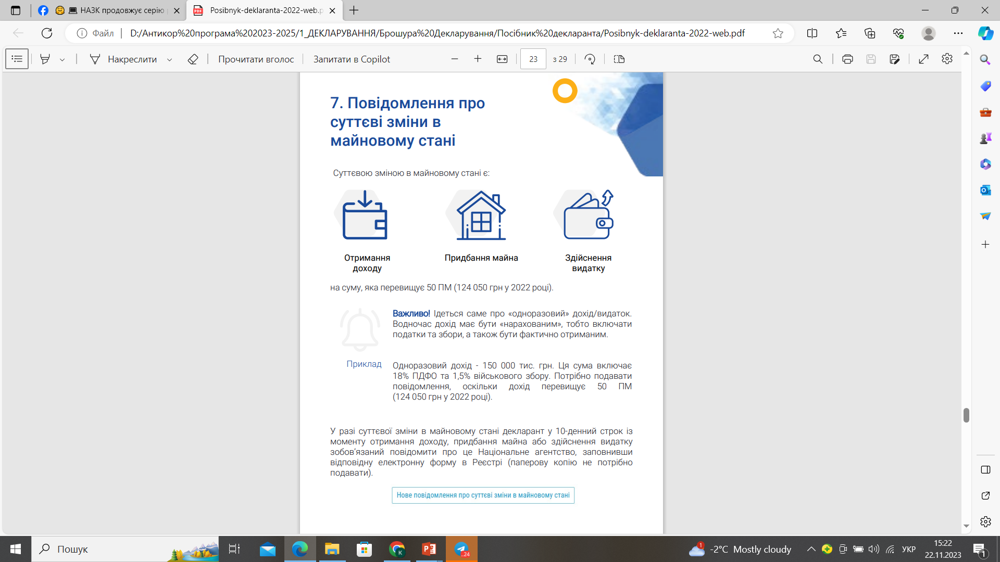 НАЗК продовжує серію
Posibnyk-deklaranta-2022-web.p
Файл
D:/Антикор%20програма%202023-2025/1_ДЕКЛАРУВАННЯ/Брошура%20Декларування/Посібник%20декларанта/Posibnyk-deklaranta-2022-web.pdf
Накреслити
Прочитати вголос
Запитати в Copilot
23
з 29
7. Повідомлення про
суттєві зміни в
майновому стані
Суттєвою зміною в майновому стані є:
Отримання
доходу
Придбання майна
Здійснення
видатку
на суму, яка перевищує 50 ПМ (124 050 грн у 2022 році).
Важливо! Ідеться саме про «одноразовий» дохід/видаток.
Водночас дохід має бути «нарахованим», тобто включати
податки та збори, а також бути фактично отриманим.
Приклад
Одноразовий дохід - 150 000 тис. грн. Ця сума включає
18% ПДФО та 1,5% військового збору. Потрібно подавати
повідомлення, оскільки дохід перевищує 50 ПМ
(124 050 грн у 2022 році).
У разі суттєвої зміни в майновому стані декларант у 10-денний строк із
моменту отримання доходу, придбання майна або здійснення видатку
зобов’язаний повідомити про це Національне агентство, заповнивши
відповідну електронну форму в Реєстрі (паперову копію не потрібно
подавати).
Нове повідомлення про суттєві зміни в майновому стані
Пошук
K
..24
1
-2°C Mostly cloudy
УКР
15:22
22.11.2023
1